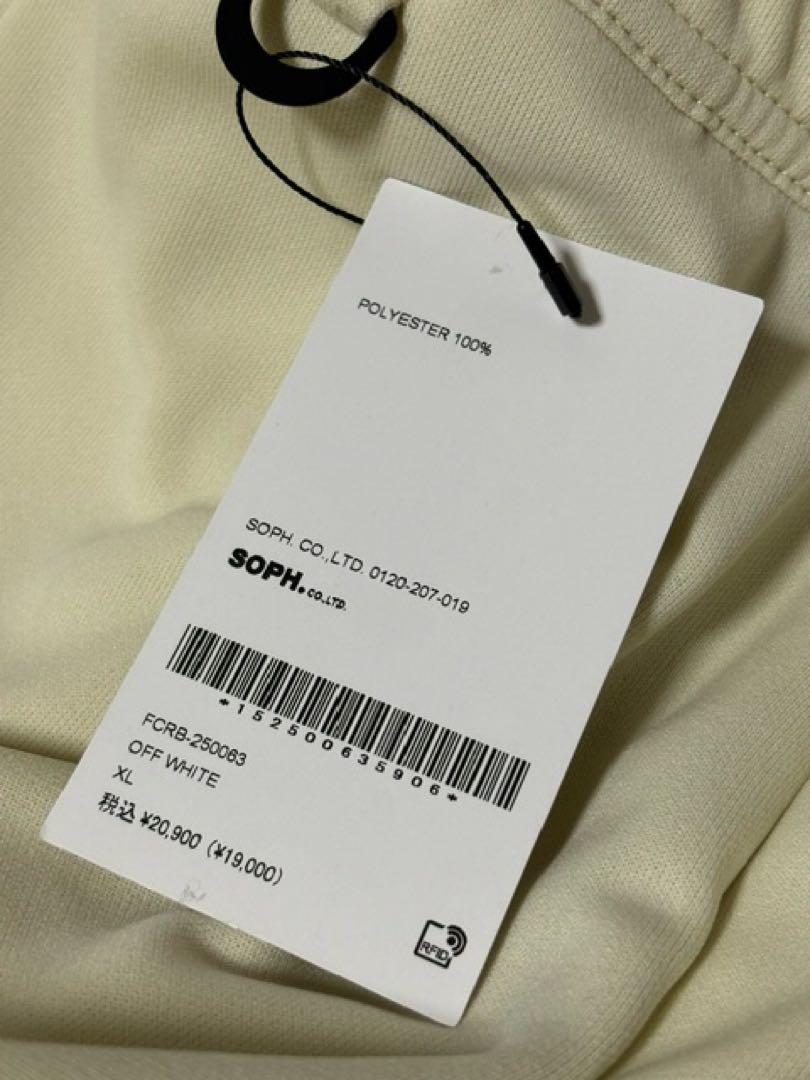 POLYESTER 100%
SOPH. CO.,LTD. 0120-207-019
SOPH.CO.,LTD.
*152500635906*
FCRB-250063
OFF WHITE
XL
税込 ¥20,900 (¥19,000)
RFID